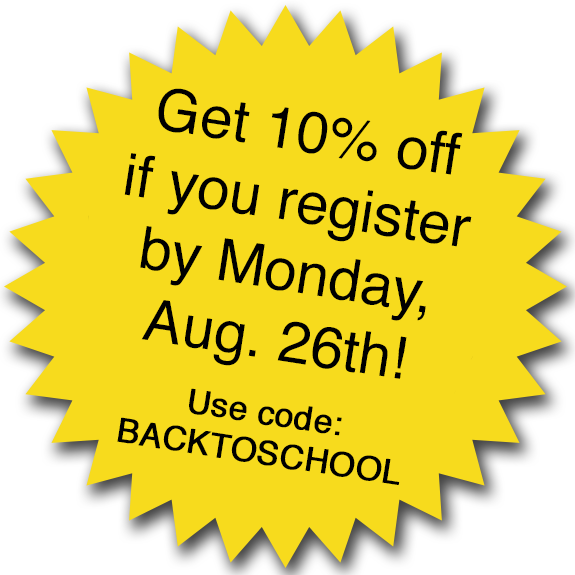 Get 10% off
if you register
by Monday,
Aug. 26th!
Use code:
BACKTOSCHOOL